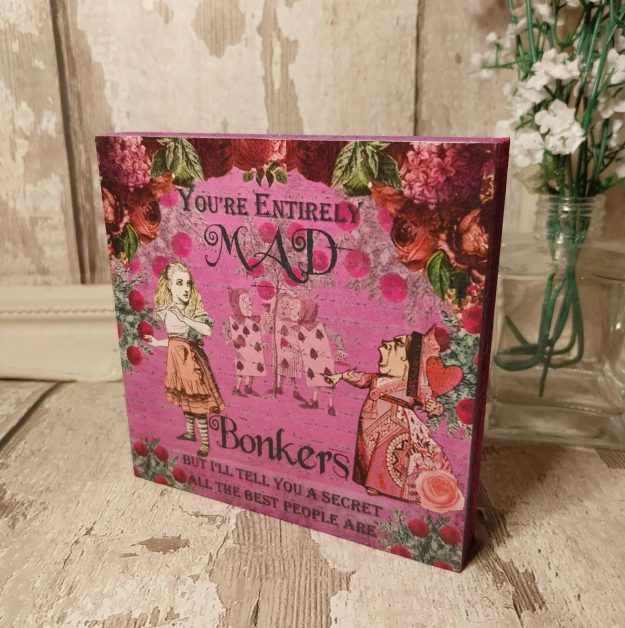 You're Entirely
MAD
Bonkers
BUT I'LL TELL YOU A SECRET
ALL THE BEST PEOPLE ARE